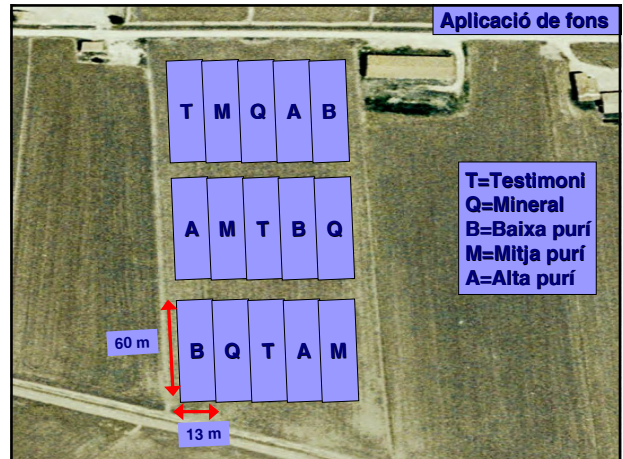 Aplicació de fons
T M Q A B
A M T B Q
B Q T A M
T=Testimoni
Q=Mineral
B=Baixa purí
M=Mitja purí
A=Alta purí
60 m
13 m